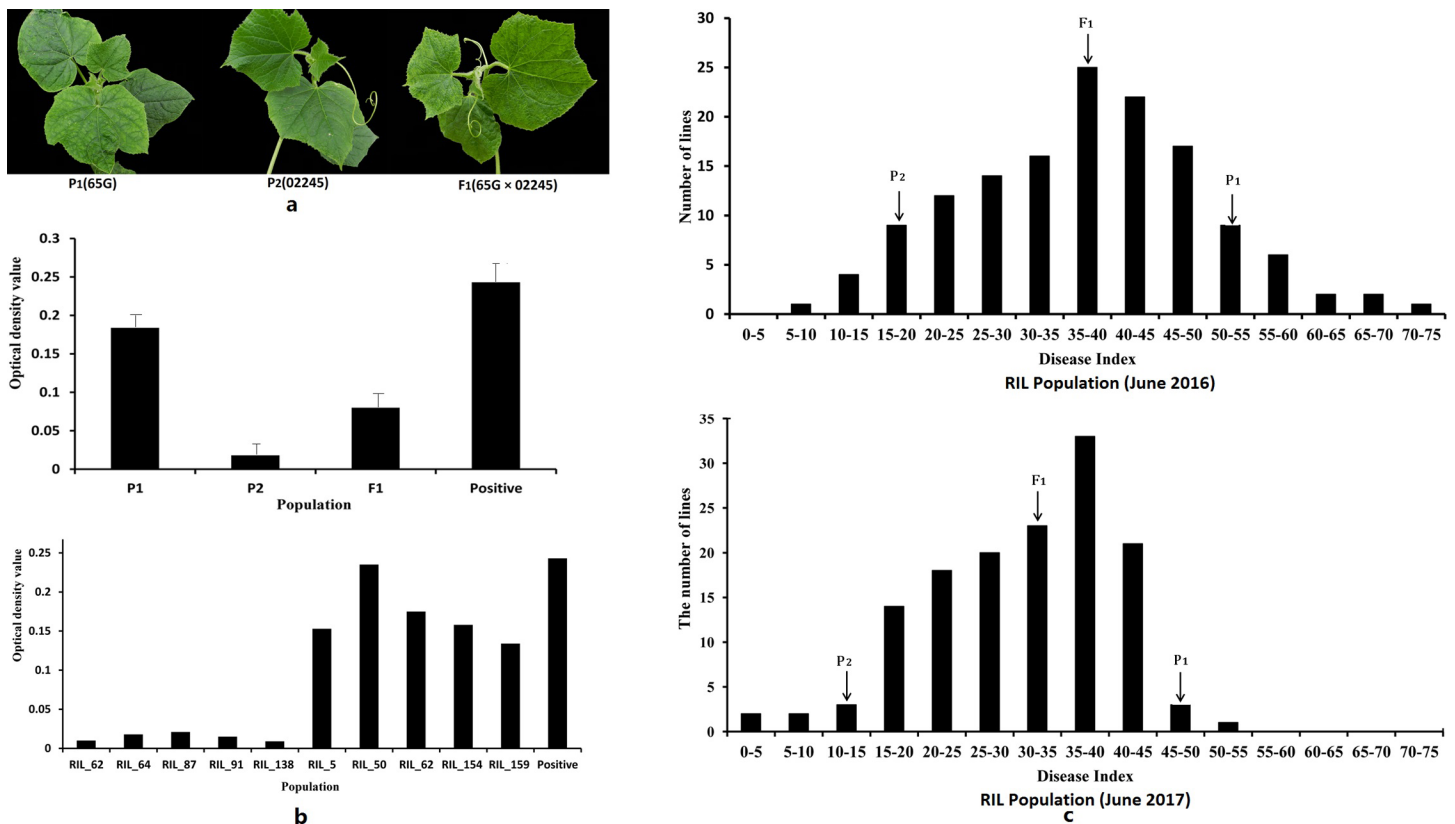 P1(65G) P2(02245) F1(65G × 02245)
a
0.3
0.25
0.2
0.15
0.1
0.05
0
Optical density value
P1 P2 F1 Positive
Population
0.25
0.2
0.15
0.1
0.05
0
Optical density value
RIL_62 RIL_64 RIL_87 RIL_91 RIL_138 RIL_5 RIL_50 RIL_62 RIL_154 RIL_159 Positive
Population
b
30
25
20
15
10
5
0
Number of lines
P2
F1
P1
0-5 5-10 10-15 15-20 20-25 25-30 30-35 35-40 40-45 45-50 50-55 55-60 60-65 65-70 70-75
Disease Index
RIL Population (June 2016)
35
30
25
20
15
10
5
0
The number of lines
P2
F1
P1
0-5 5-10 10-15 15-20 20-25 25-30 30-35 35-40 40-45 45-50 50-55 55-60 60-65 65-70 70-75
Disease Index
RIL Population (June 2017)
c